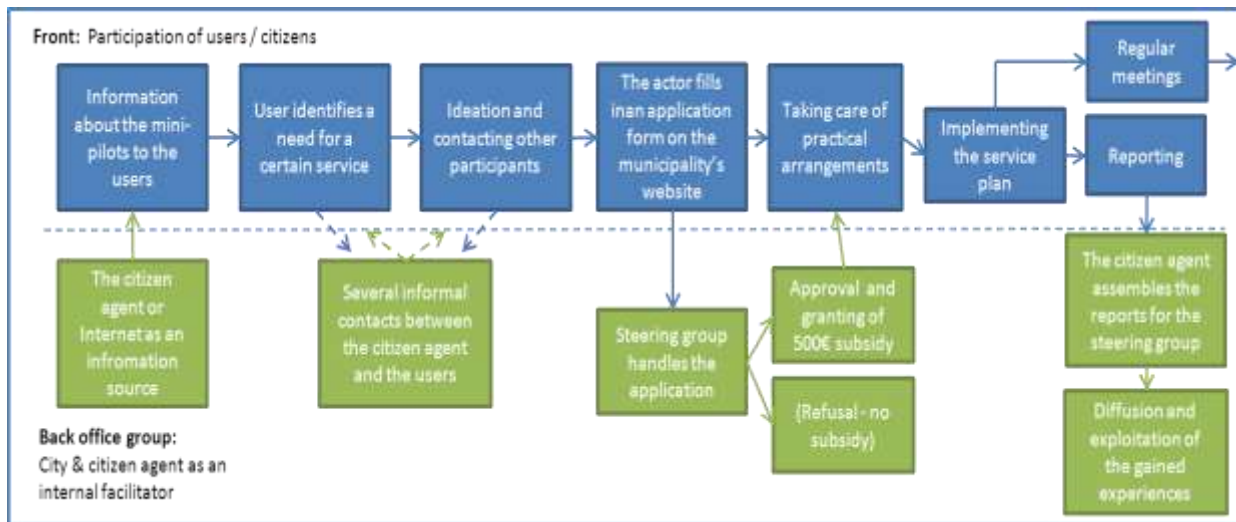 Front: Participation of users / citizens
Information
about the mini-
pilots to the
users
User identifies a
need for a
certain service
Ideation and
contacting other
participants
The actor fills
inan application
form on the
municipality's
website
Taking care of
practical
arrangements
Implementing
the service
plan
Regular
meetings
Reporting
The citizen
agent or
Internet as an
infromation
source
Several informal
contacts between
the citizen agent
and the users
Steering group
handles the
application
Approval and
granting of
500€ subsidy
(Refusal - no
subsidy)
The citizen agent
assembles the
reports for the
steering group
Diffusion and
exploitation of
the gained
experiences
Back office group:
City & citizen agent as an
internal facilitator